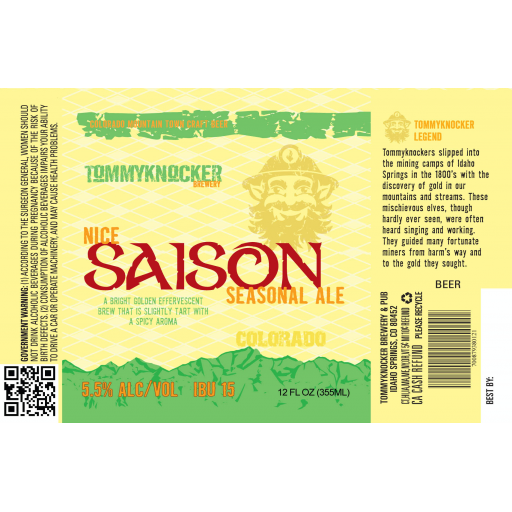 GOVERNMENT WARNING: (1) ACCORDING TO THE SURGEON GENERAL, WOMEN SHOULD
NOT DRINK ALCOHOLIC BEVERAGES DURING PREGNANCY BECAUSE OF THE RISK OF
BIRTH DEFECTS. (2) CONSUMPTION OF ALCOHOLIC BEVERAGES IMPAIRS YOUR ABILITY
TO DRIVE A CAR OR OPERATE MACHINERY, AND MAY CAUSE HEALTH PROBLEMS.
COLORADO MOUNTAIN TOWN CRAFT BEER
TOMMYKNOCKER
BREWERY
NICE
SAISON
SEASONAL ALE
A BRIGHT GOLDEN EFFERVESCENT
BREW THAT IS SLIGHTLY TART WITH
A SPICY AROMA
COLORADO
5.5% ALC/VOL IBU 15
12 FL OZ (355ML)
TOMMYKNOCKER
LEGEND
Tommyknockers slipped into
the mining camps of Idaho
Springs in the 1800's with the
discovery of gold in our
mountains and streams. These
mischievous elves, though
hardly ever seen, were often
heard singing and working.
They guided many fortunate
miners from harm's way and
to the gold they sought.
BEER
TOMMYKNOCKER BREWERY & PUB
IDAHO SPRINGS, CO 80452
CA CASH REFUND PLEASE RECYCLE
BEST BY: